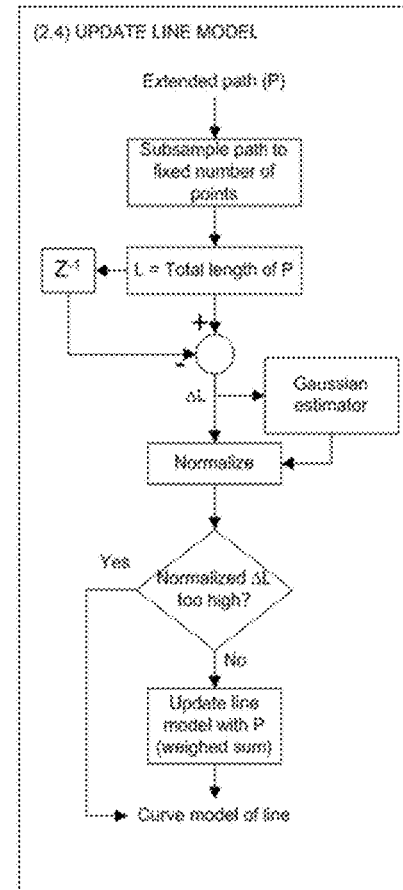 (2.4) UPDATE LINE MODEL
Extended path (P)
Subsample path to
fixed number of
points
Z⁻¹
L = Total length of P
+
-
ΔL
Gaussian
estimator
Normalize
Yes
Normalized ΔL
too high?
No
Update line
model with P
(weighed sum)
Curve model of line